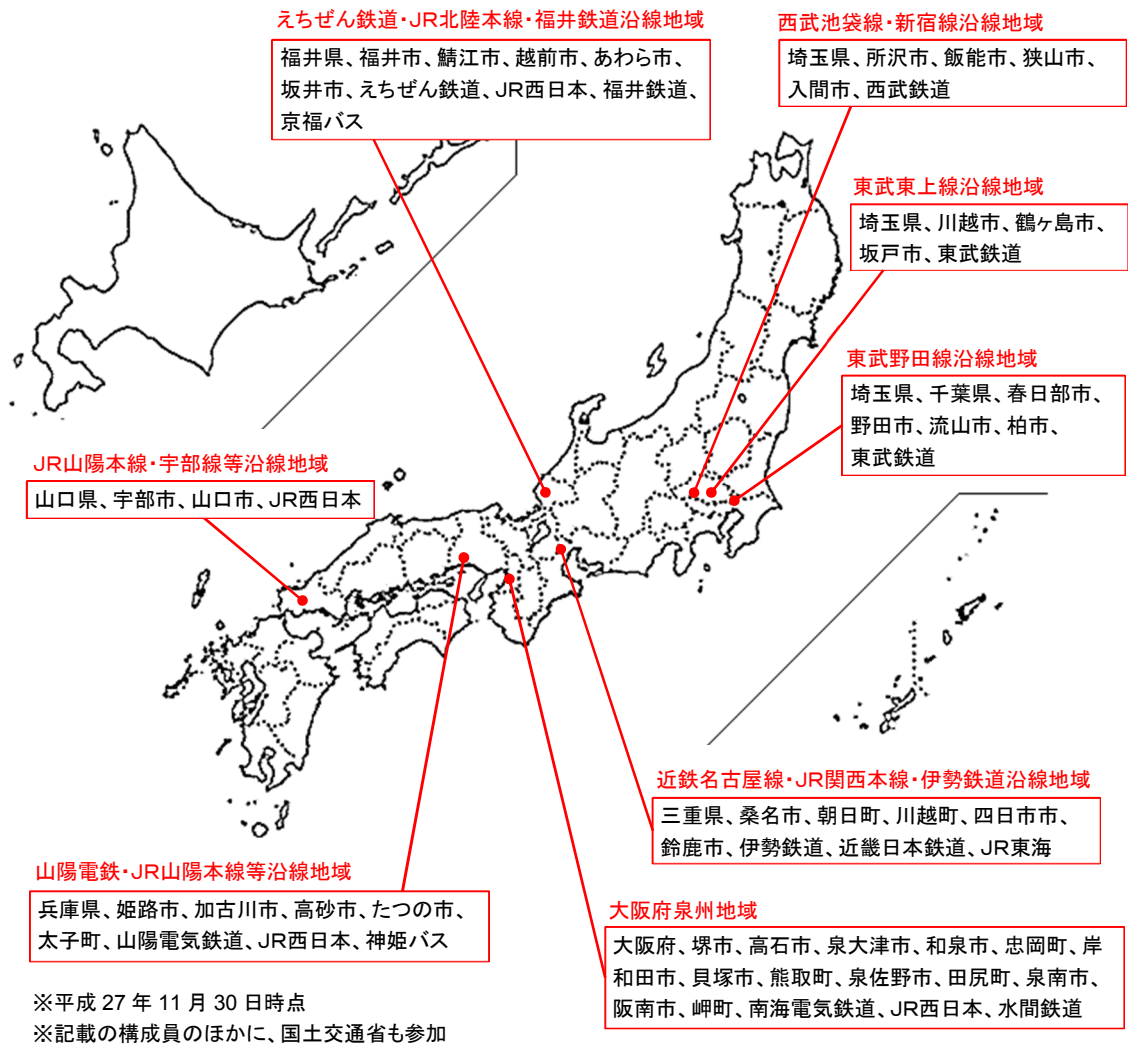 えちぜん鉄道・JR北陸本線・福井鉄道沿線地域
福井県、福井市、鯖江市、越前市、あわら市、
坂井市、えちぜん鉄道、JR西日本、福井鉄道、
京福バス
西武池袋線・新宿線沿線地域
埼玉県、所沢市、飯能市、狭山市、
入間市、西武鉄道
東武東上線沿線地域
埼玉県、川越市、鶴ヶ島市、
坂戸市、東武鉄道
東武野田線沿線地域
埼玉県、千葉県、春日部市、
野田市、流山市、柏市、
東武鉄道
JR山陽本線・宇部線等沿線地域
山口県、宇部市、山口市、JR西日本
近鉄名古屋線・JR関西本線・伊勢鉄道沿線地域
三重県、桑名市、朝日町、川越町、四日市市、
鈴鹿市、伊勢鉄道、近畿日本鉄道、JR東海
山陽電鉄・JR山陽本線等沿線地域
兵庫県、姫路市、加古川市、高砂市、たつの市、
太子町、山陽電気鉄道、JR西日本、神姫バス
大阪府泉州地域
大阪府、堺市、高石市、泉大津市、和泉市、忠岡町、岸
和田市、貝塚市、熊取町、泉佐野市、田尻町、泉南市、
阪南市、岬町、南海電気鉄道、JR西日本、水間鉄道
※平成 27 年 11 月 30 日時点
※記載の構成員のほかに、国土交通省も参加